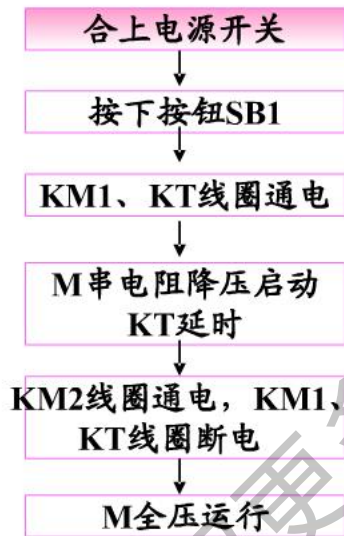 合上电源开关
按下按钮SB1
KM1、KT线圈通电
M串电阻降压启动
KT延时
KM2线圈通电，KM1、
KT线圈断电
M全压运行